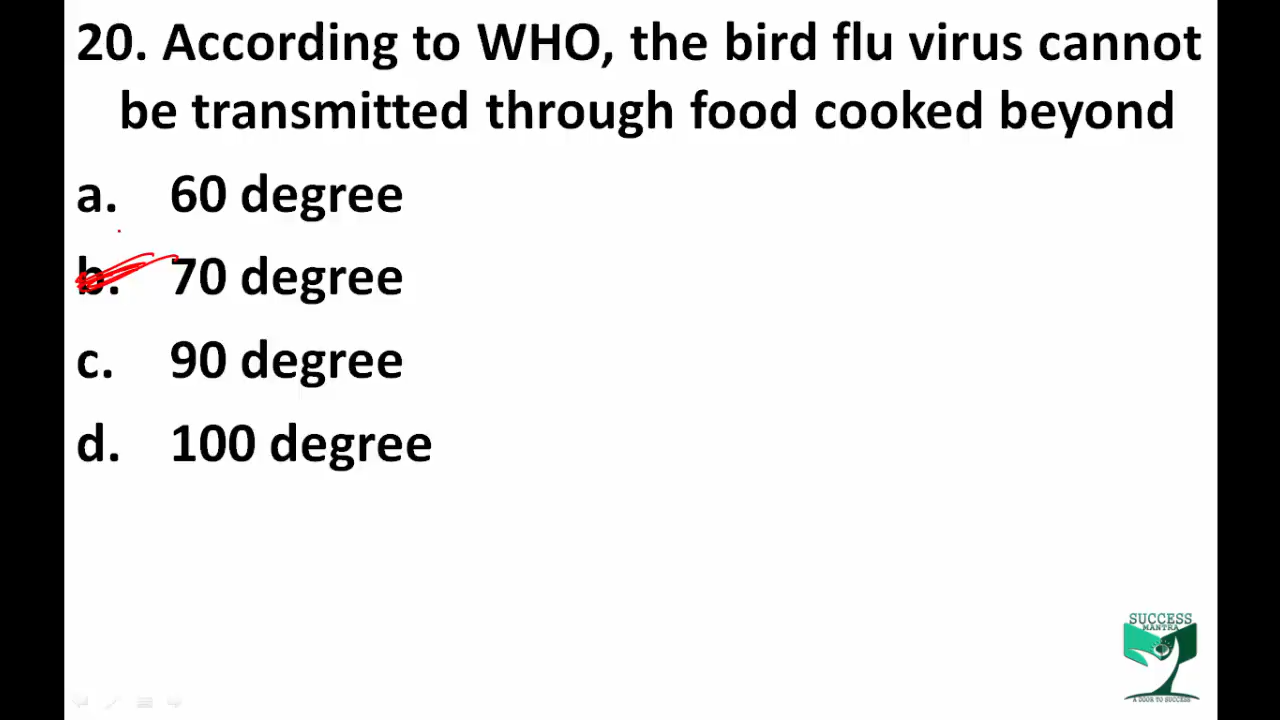 20. According to WHO, the bird flu virus cannot
be transmitted through food cooked beyond
a. 60 degree
b. 70 degree
c. 90 degree
d. 100 degree
SUCCESS
MANTRA
A DOOR TO SUCCESS